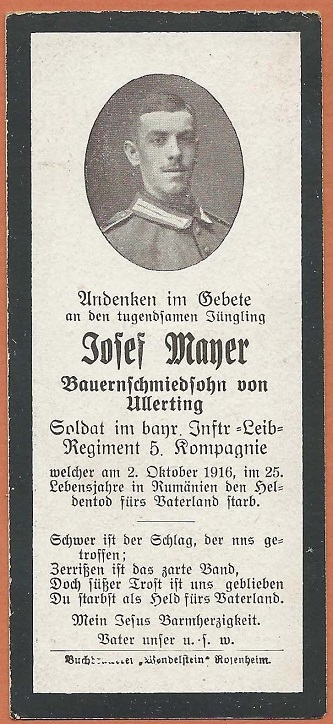 Andenken im Gebete
an den tugendsamen Jüngling
Josef Mayer
Bauernschmiedsohn von
Allerting
Soldat im bayr. Inftr.-Leib-
Regiment 5. Kompagnie
welcher am 2. Oktober 1916, im 25.
Lebensjahre in Rumänien den Hel-
dentod fürs Vaterland starb.
Schwer ist der Schlag, der nns ge-
troffen;
Zerrißen ist das zarte Band,
Doch süßer Trost ist uns geblieben
Du starbst als Held fürs Vaterland.
Mein Jesus Barmherzigkeit.
Vater unser u. s. w.
Buchdruckerei „Wendelstein" Rosenheim.